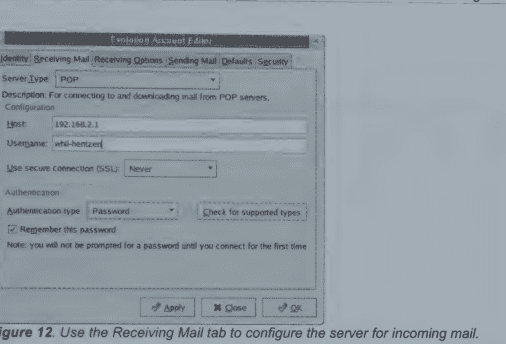 Evolution Account Editor
Identity Receiving Mail Receiving Options Sending Mail Defaults Security
Server Type POP
Description: For connecting to and downloading mail from POP servers.
Configuration
Host: 192.168.2.1
Username: whil-hentzen
Use secure connection (SSL): Never
Authentication
Authentication type Password Check for supported types
Remember this password
Note: you will not be prompted for a password until you connect for the first time
Apply Close OK
igure 12. Use the Receiving Mail tab to configure the server for incoming mail.